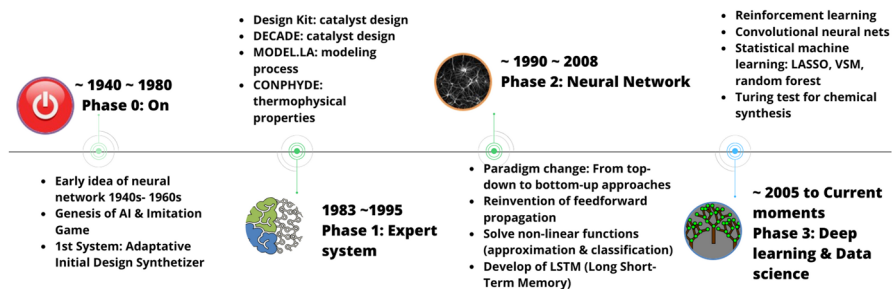 ~ 1940 ~ 1980
Phase 0: On
• Early idea of neural
network 1940s- 1960s
• Genesis of AI & Imitation
Game
• 1st System: Adaptative
Initial Design Synthetizer
• Design Kit: catalyst design
• DECADE: catalyst design
• MODEL.LA: modeling
process
• CONPHYDE:
thermophysical
properties
1983 ~1995
Phase 1: Expert
system
~ 1990 ~ 2008
Phase 2: Neural Network
• Paradigm change: From top-
down to bottom-up approaches
• Reinvention of feedforward
propagation
• Solve non-linear functions
(approximation & classification)
• Develop of LSTM (Long Short-
Term Memory)
• Reinforcement learning
• Convolutional neural nets
• Statistical machine
learning: LASSO, VSM,
random forest
• Turing test for chemical
synthesis
~ 2005 to Current
moments
Phase 3: Deep
learning & Data
science